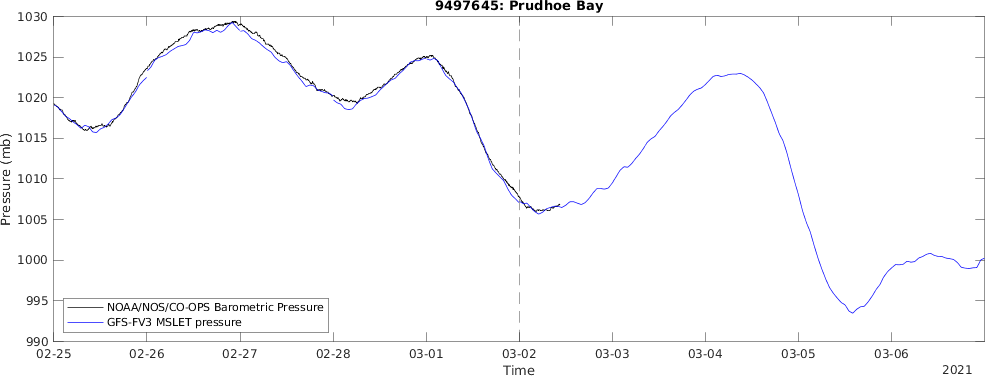 9497645: Prudhoe Bay
1030
1025
1020
1015
1010
1005
1000
995
990
Pressure (mb)
NOAA/NOS/CO-OPS Barometric Pressure
GFS-FV3 MSLET pressure
02-25 02-26 02-27 02-28 03-01 03-02 03-03 03-04 03-05 03-06
Time
2021